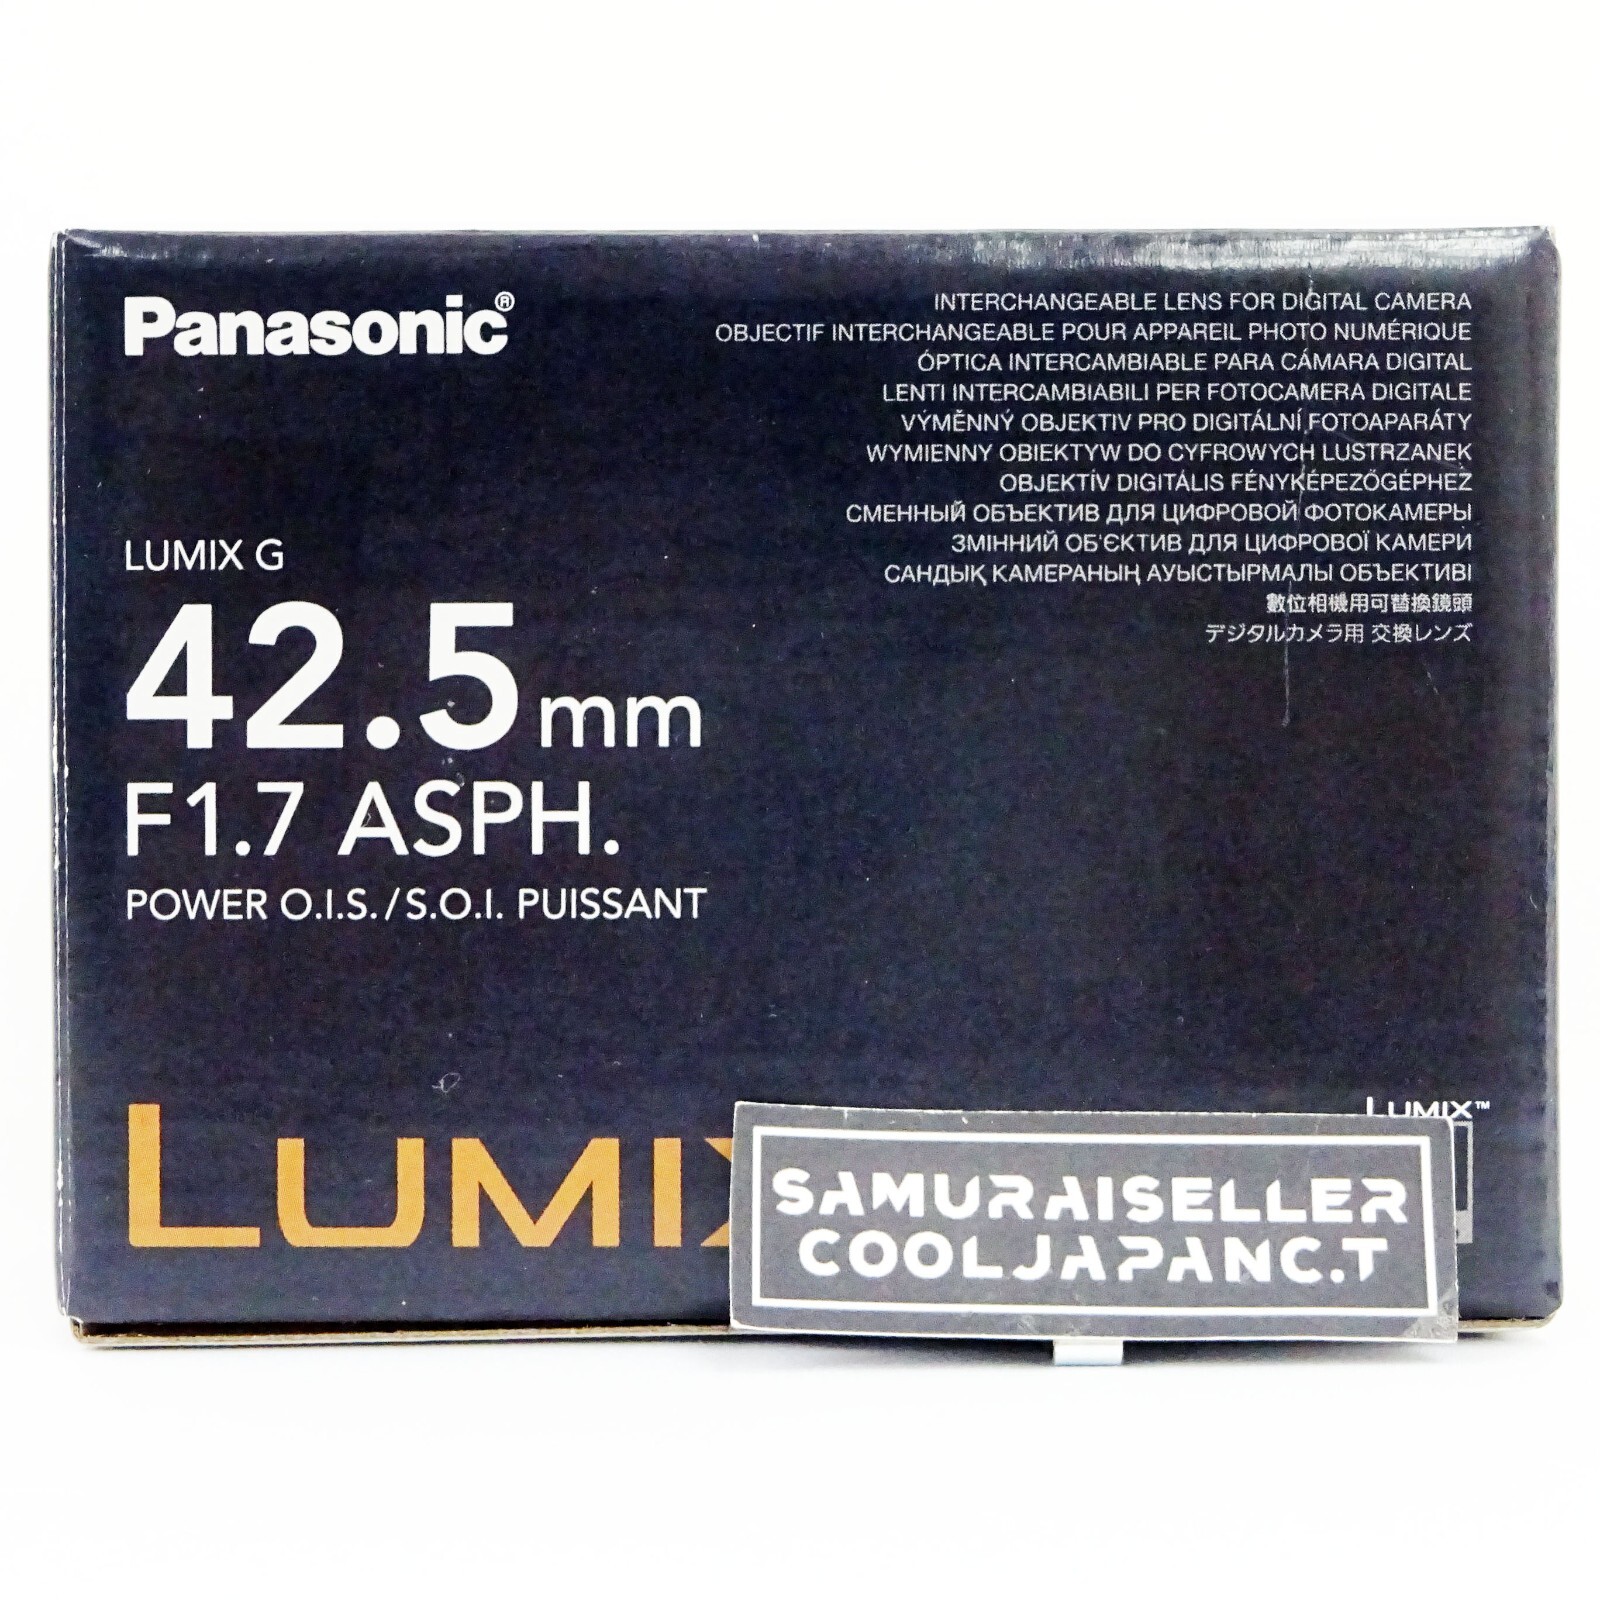 Panasonic®
INTERCHANGEABLE LENS FOR DIGITAL CAMERA
OBJECTIF INTERCHANGEABLE POUR APPAREIL PHOTO NUMÉRIQUE
ÓPTICA INTERCAMBIABLE PARA CÁMARA DIGITAL
LENTI INTERCAMBIABILI PER FOTOCAMERA DIGITALE
VÝMĚNNÝ OBJEKTIV PRO DIGITÁLNÍ FOTOAPARÁTY
WYMIENNY OBIEKTYW DO CYFROWYCH LUSTRZANEK
OBJEKTÍV DIGITÁLIS FÉNYKÉPEZŐGÉPHEZ
СМЕННЫЙ ОБЪЕКТИВ ДЛЯ ЦИФРОВОЙ ФОТОКАМЕРЫ
ЗМІННИЙ ОБ'ЄКТИВ ДЛЯ ЦИФРОВОЇ КАМЕРИ
САНДЫҚ КАМЕРАНЫҢ АУЫСТЫРМАЛЫ ОБЪЕКТИВІ
數位相機用可替換鏡頭
デジタルカメラ用 交換レンズ
LUMIX G
42.5mm
F1.7 ASPH.
POWER O.I.S./S.O.I. PUISSANT
LUMIX
LUMIX™
SAMURAISELLER
COOLJAPANC.T